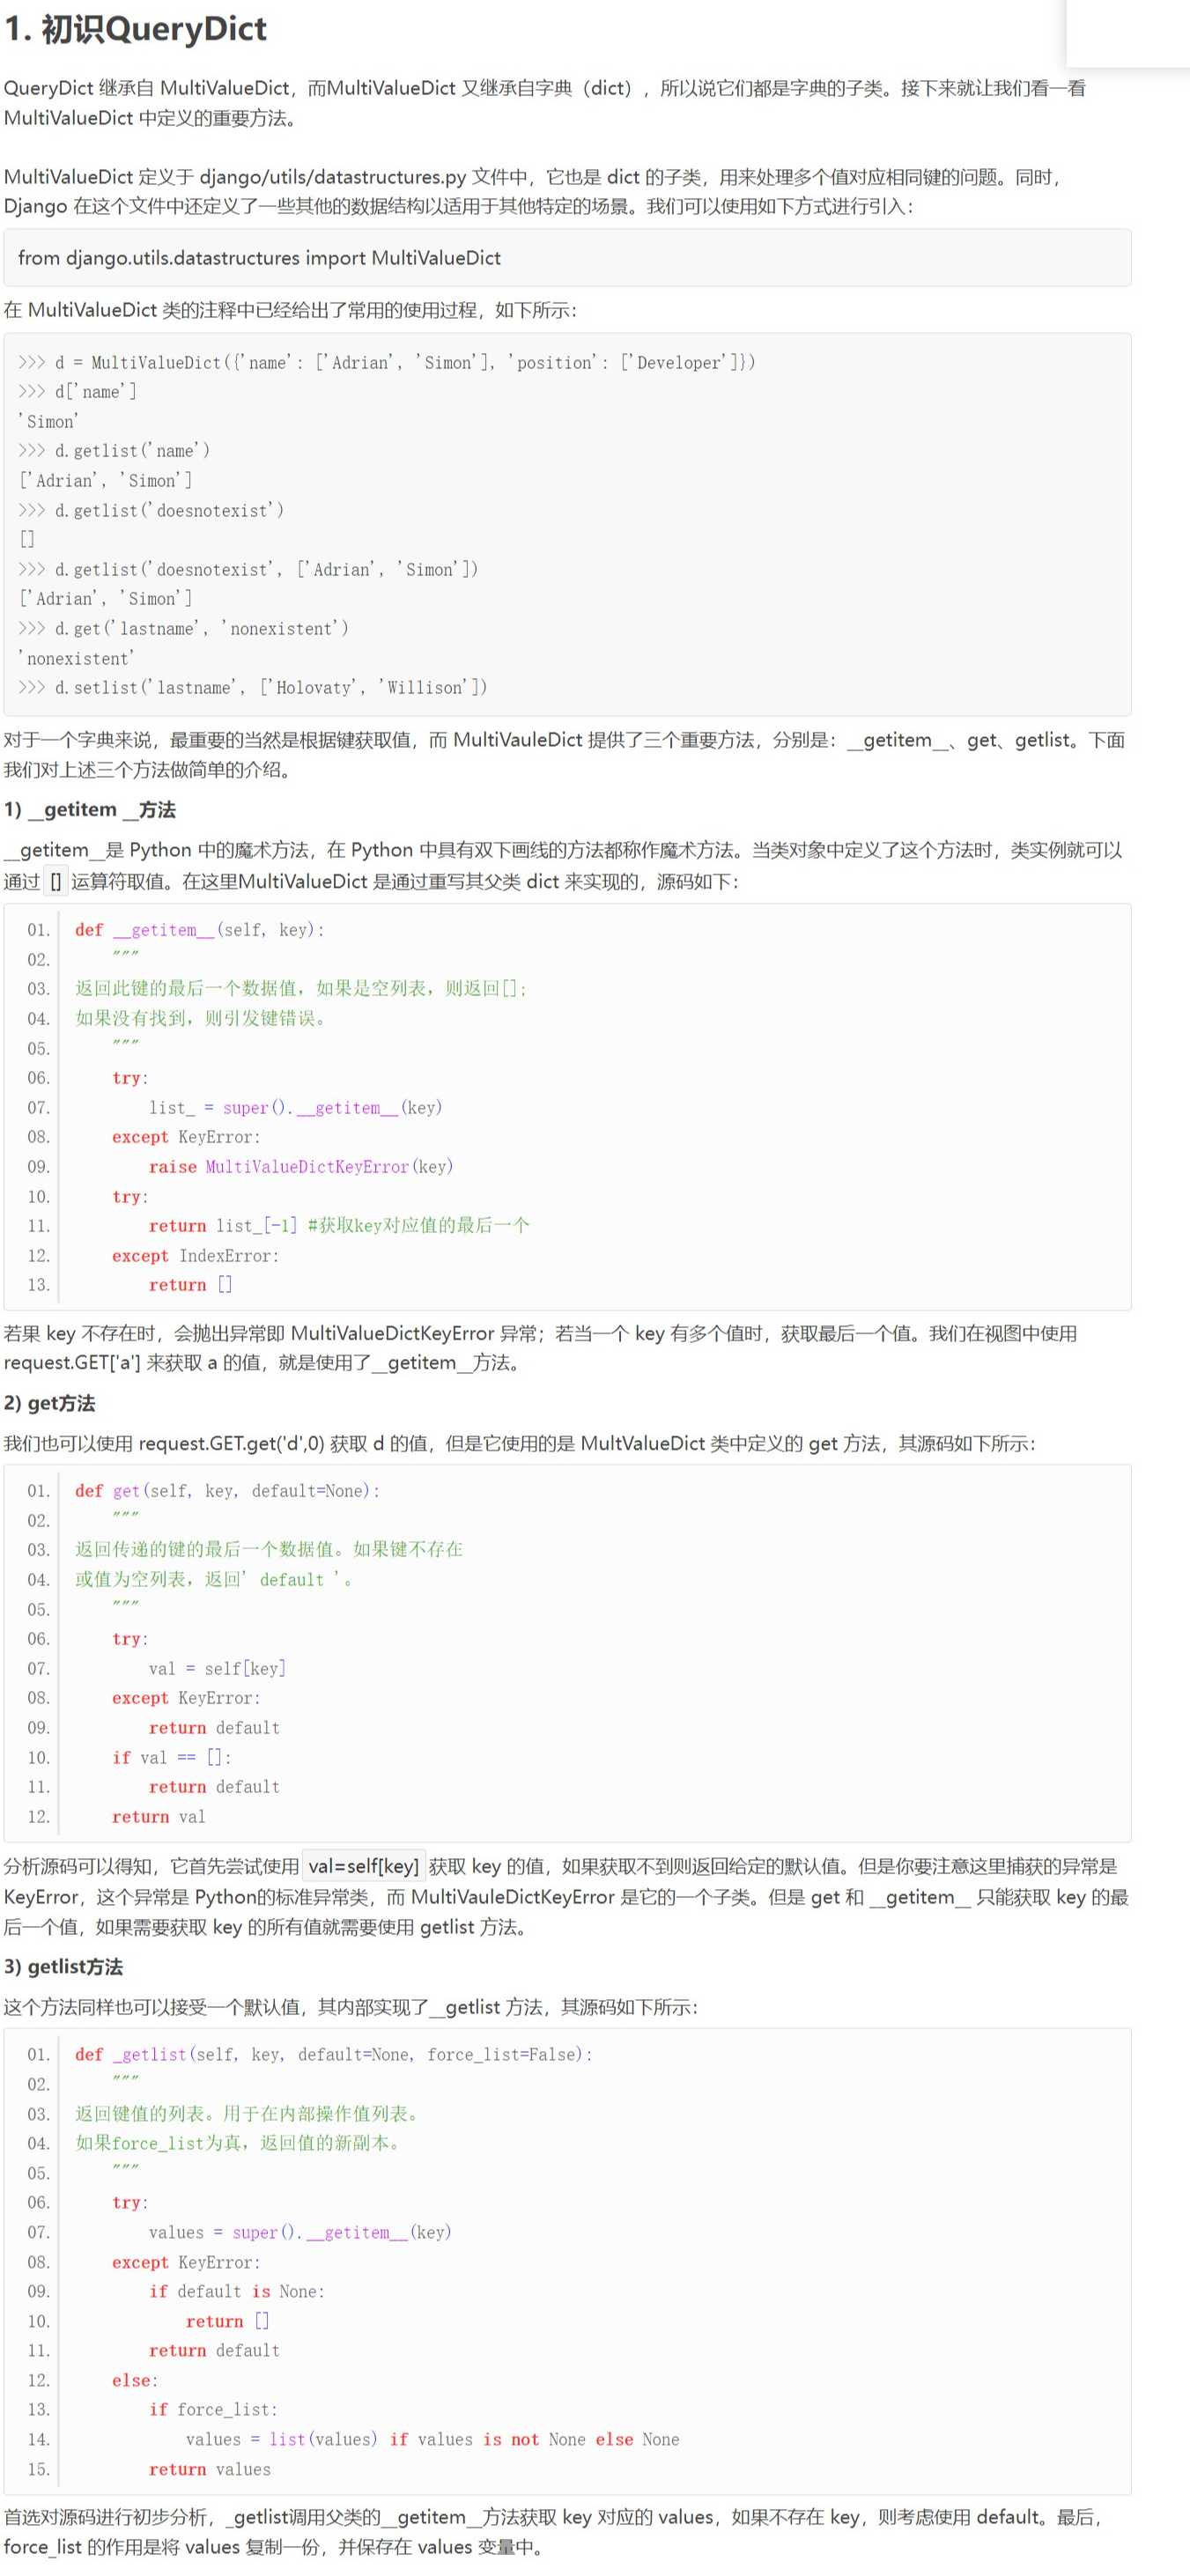 1. 初识QueryDict
QueryDict 继承自 MultiValueDict，而MultiValueDict 又继承自字典（dict），所以说它们都是字典的子类。接下来就让我们看一看
MultiValueDict 中定义的重要方法。
MultiValueDict 定义于 django/utils/datastructures.py 文件中，它也是 dict 的子类，用来处理多个值对应相同键的问题。同时，
Django 在这个文件中还定义了一些其他的数据结构以适用于其他特定的场景。我们可以使用如下方式进行引入：
from django.utils.datastructures import MultiValueDict
在 MultiValueDict 类的注释中已经给出了常用的使用过程，如下所示：
>>> d = MultiValueDict({'name': ['Adrian', 'Simon'], 'position': ['Developer']})
>>> d['name']
'Simon'
>>> d.getlist('name')
['Adrian', 'Simon']
>>> d.getlist('doesnotexist')
[]
>>> d.getlist('doesnotexist', ['Adrian', 'Simon'])
['Adrian', 'Simon']
>>> d.get('lastname', 'nonexistent')
'nonexistent'
>>> d.setlist('lastname', ['Holovaty', 'Willison'])
对于一个字典来说，最重要的当然是根据键获取值，而 MultiVauleDict 提供了三个重要方法，分别是：__getitem__、get、getlist。下面
我们对上述三个方法做简单的介绍。
1) __getitem __方法
__getitem__是 Python 中的魔术方法，在 Python 中具有双下画线的方法都称作魔术方法。当类对象中定义了这个方法时，类实例就可以
通过 [] 运算符取值。在这里MultiValueDict 是通过重写其父类 dict 来实现的，源码如下：
01. def __getitem__(self, key):
02. """
03. 返回此键的最后一个数据值，如果是空列表，则返回[];
04. 如果没有找到，则引发键错误。
05. """
06. try:
07. list_ = super().__getitem__(key)
08. except KeyError:
09. raise MultiValueDictKeyError(key)
10. try:
11. return list_[-1] #获取key对应值的最后一个
12. except IndexError:
13. return []
若果 key 不存在时，会抛出异常即 MultiValueDictKeyError 异常；若当一个 key 有多个值时，获取最后一个值。我们在视图中使用
request.GET['a'] 来获取 a 的值，就是使用了__getitem__方法。
2) get方法
我们也可以使用 request.GET.get('d',0) 获取 d 的值，但是它使用的是 MultValueDict 类中定义的 get 方法，其源码如下所示：
01. def get(self, key, default=None):
02. """
03. 返回传递的键的最后一个数据值。如果键不存在
04. 或值为空列表，返回' default '。
05. """
06. try:
07. val = self[key]
08. except KeyError:
09. return default
10. if val == []:
11. return default
12. return val
分析源码可以得知，它首先尝试使用 val=self[key] 获取 key 的值，如果获取不到则返回给定的默认值。但是你要注意这里捕获的异常是
KeyError，这个异常是 Python的标准异常类，而 MultiVauleDictKeyError 是它的一个子类。但是 get 和 __getitem__ 只能获取 key 的最
后一个值，如果需要获取 key 的所有值就需要使用 getlist 方法。
3) getlist方法
这个方法同样也可以接受一个默认值，其内部实现了__getlist 方法，其源码如下所示：
01. def _getlist(self, key, default=None, force_list=False):
02. """
03. 返回键值的列表。用于在内部操作值列表。
04. 如果force_list为真，返回值的新副本。
05. """
06. try:
07. values = super().__getitem__(key)
08. except KeyError:
09. if default is None:
10. return []
11. return default
12. else:
13. if force_list:
14. values = list(values) if values is not None else None
15. return values
首选对源码进行初步分析，_getlist调用父类的__getitem__方法获取 key 对应的 values，如果不存在 key，则考虑使用 default。最后，
force_list 的作用是将 values 复制一份，并保存在 values 变量中。